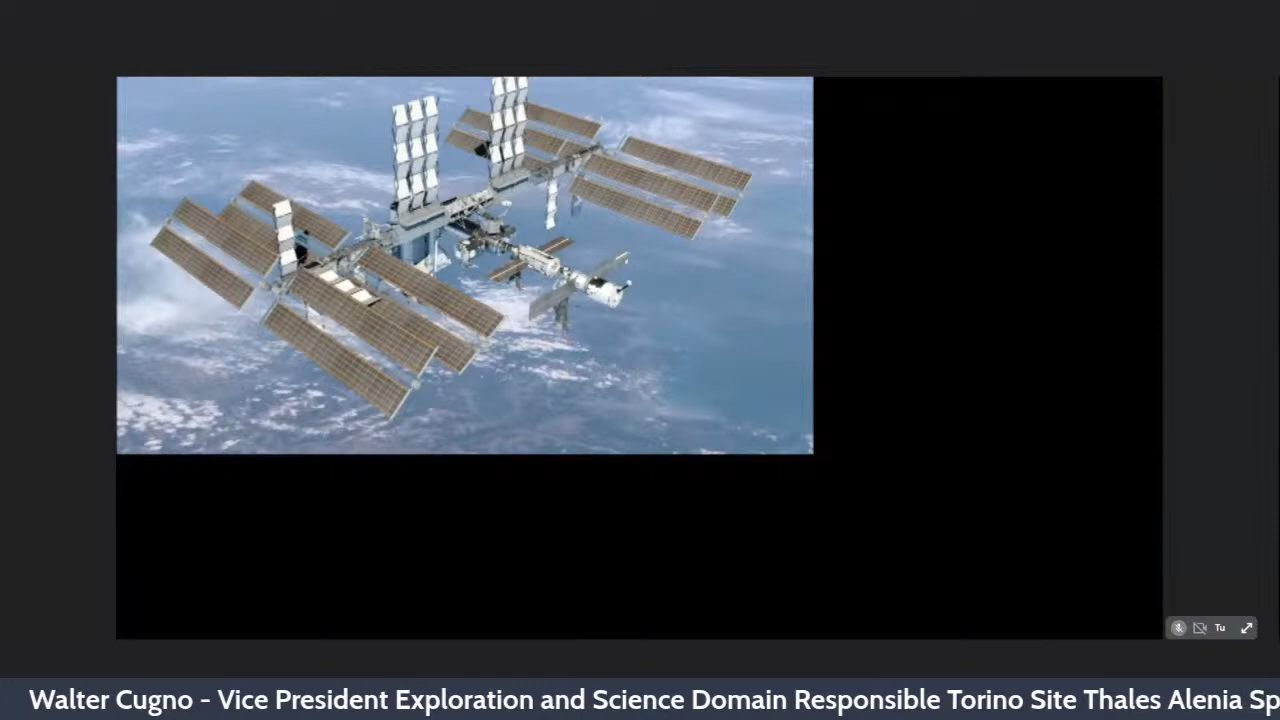 Tu
Walter Cugno - Vice President Exploration and Science Domain Responsible Torino Site Thales Alenia Sp